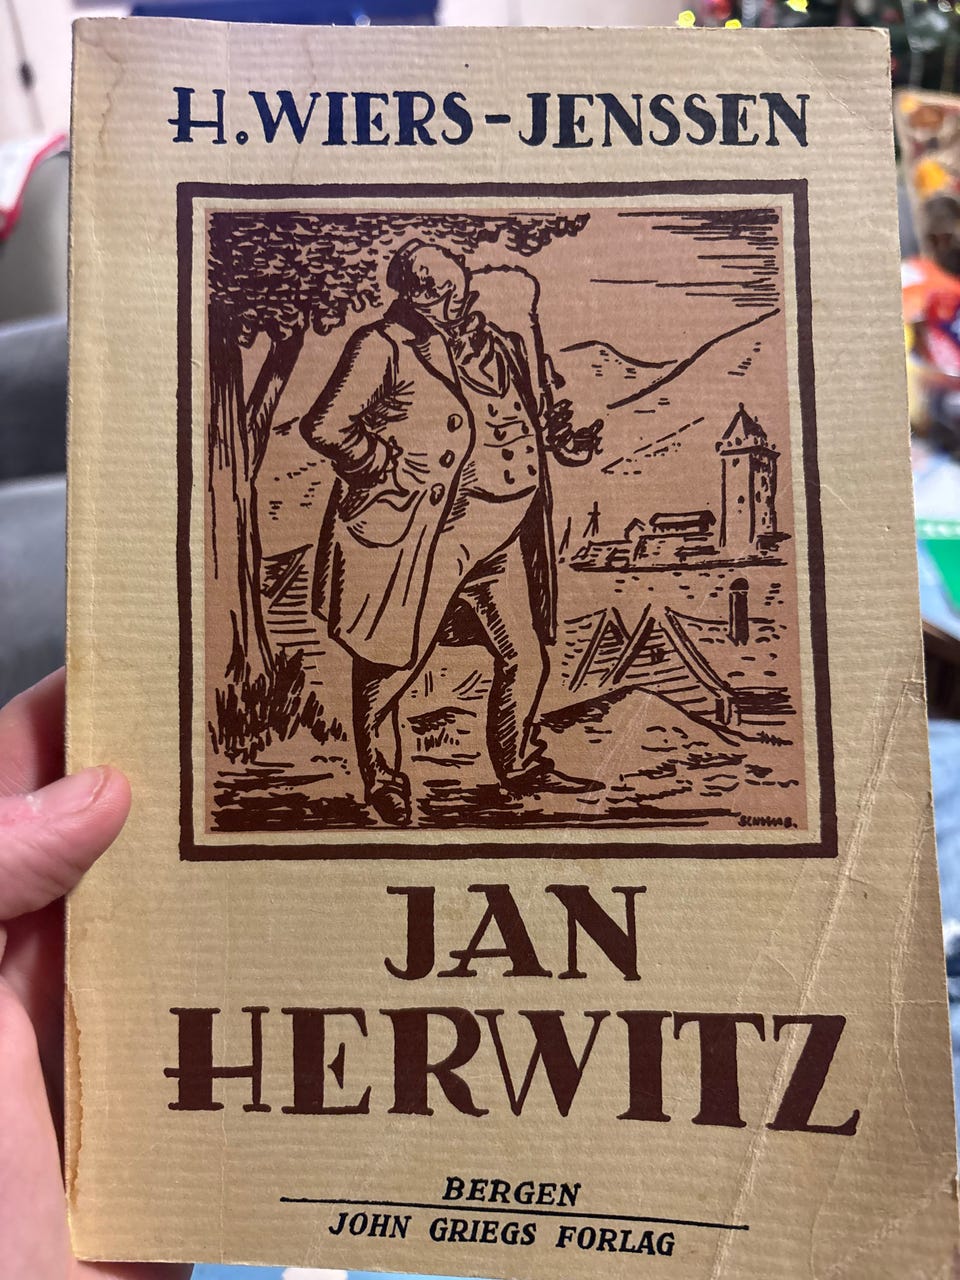 H. WIERS-JENSSEN
JAN
HERWITZ
BERGEN
JOHN GRIEGS FORLAG